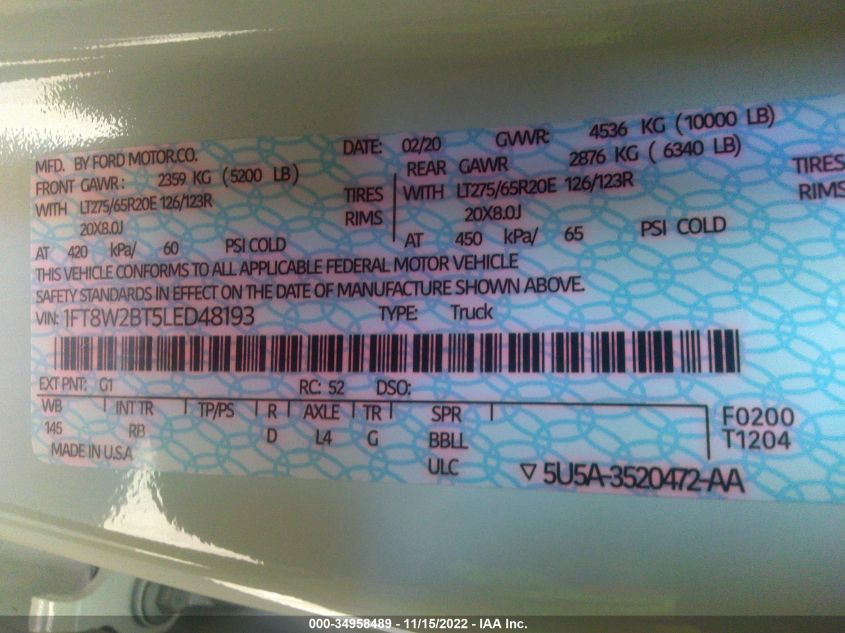 MFD. BY FORD MOTOR.CO. DATE: 02/20 GVWR: 4536 KG (10000 LB)
FRONT GAWR: 2359 KG (5200 LB) REAR GAWR 2876 KG (6340 LB)
WITH LT275/65R20E 126/123R TIRES WITH LT275/65R20E 126/123R TIRES
20X8.0J RIMS 20X8.0J RIMS
AT 420 kPa/ 60 PSI COLD AT 450 kPa/ 65 PSI COLD
THIS VEHICLE CONFORMS TO ALL APPLICABLE FEDERAL MOTOR VEHICLE
SAFETY STANDARDS IN EFFECT ON THE DATE OF MANUFACTURE SHOWN ABOVE.
VIN: 1FT8W2BT5LED48193 TYPE: Truck
EXT PNT: G1 RC: 52 DSO:
WB INT TR TP/PS R AXLE TR SPR F0200
145 RB D L4 G BBLL T1204
MADE IN U.S.A ULC ▽ 5U5A-3520472-AA
000-34958489 - 11/15/2022 - IAA Inc.